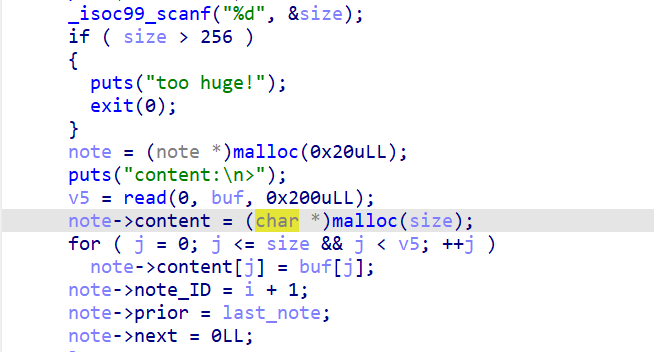 _isoc99_scanf("%d", &size);
if ( size > 256 )
{
puts("too huge!");
exit(0);
}
note = (note *)malloc(0x20uLL);
puts("content:\n>");
v5 = read(0, buf, 0x200uLL);
note->content = (char *)malloc(size);
for ( j = 0; j <= size && j < v5; ++j )
note->content[j] = buf[j];
note->note_ID = i + 1;
note->prior = last_note;
note->next = 0LL;